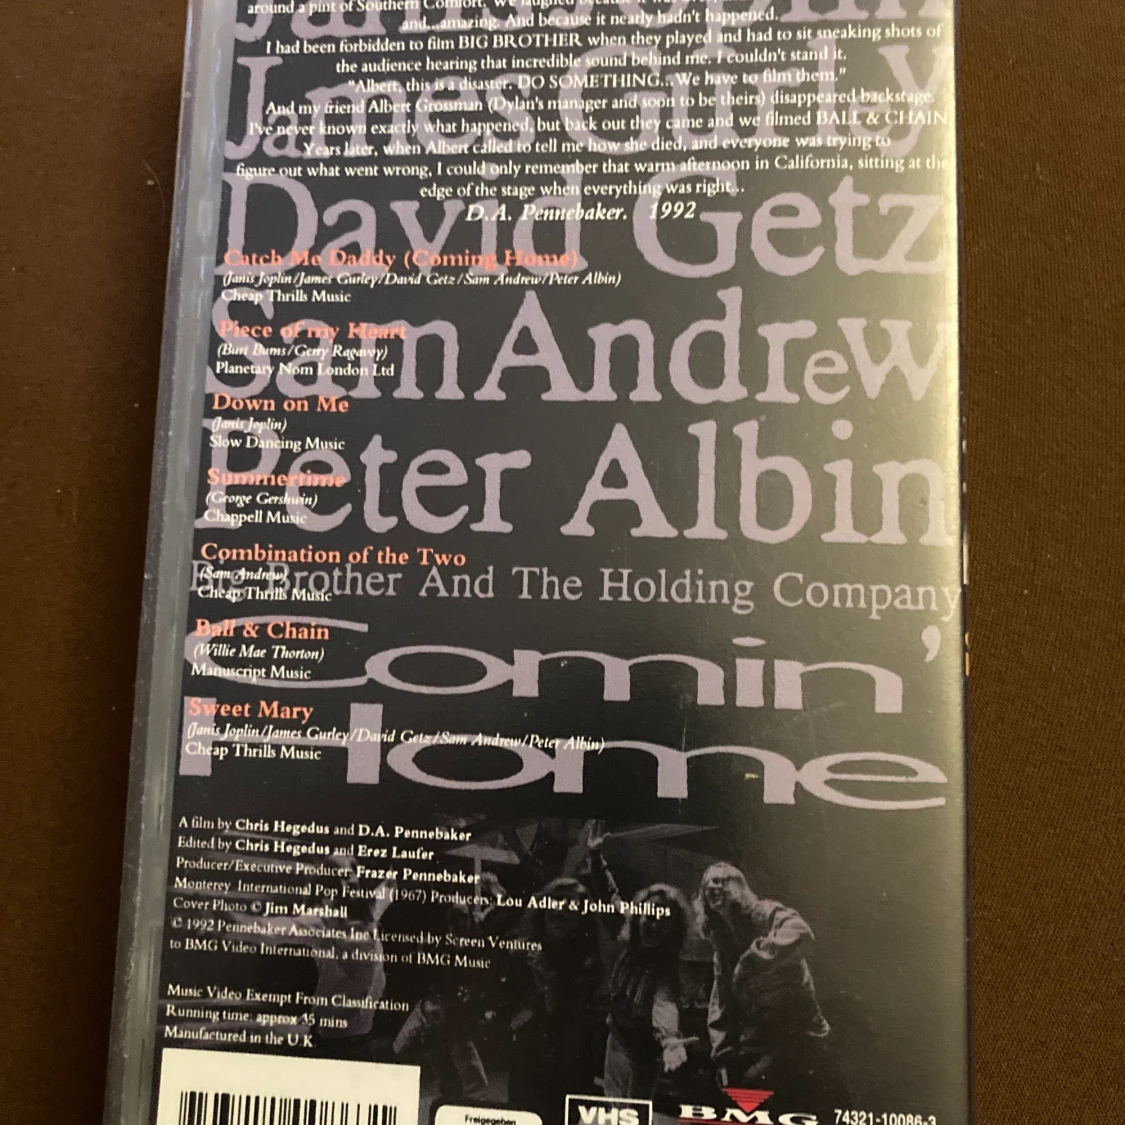 around a pint of Southern Comfort. We laughed because it was
and...amazing. And because it nearly hadn't happened.
I had been forbidden to film BIG BROTHER when they played and had to sit sneaking shots of
the audience hearing that incredible sound behind me. I couldn't stand it.
"Albert, this is a disaster. DO SOMETHING...We have to film them."
And my friend Albert Grossman (Dylan's manager and soon to be theirs) disappeared backstage.
I've never known exactly what happened, but back out they came and we filmed BALL & CHAIN
Years later, when Albert called to tell me how she died, and everyone was trying to
figure out what went wrong, I could only remember that warm afternoon in California, sitting at the
edge of the stage when everything was right...
D.A. Pennebaker. 1992
James Gurley
David Getz
Sam Andrew
Peter Albin
Big Brother And The Holding Company
Comin'
Home
Catch Me Daddy (Coming Home)
(Janis Joplin/James Gurley/David Getz/Sam Andrew/Peter Albin)
Cheap Thrills Music
Piece of my Heart
(Burt Burns/Gerry Ragavoy)
Planetary Nom London Ltd
Down on Me
(Janis Joplin)
Slow Dancing Music
Summertime
(George Gershwin)
Chappell Music
Combination of the Two
(Sam Andrew)
Cheap Thrills Music
Ball & Chain
(Willie Mae Thorton)
Manuscript Music
Sweet Mary
(Janis Joplin/James Gurley/David Getz/Sam Andrew/Peter Albin)
Cheap Thrills Music
A film by Chris Hegedus and D.A. Pennebaker
Edited by Chris Hegedus and Erez Laufer
Producer/Executive Producer Frazer Pennebaker
Monterey International Pop Festival (1967) Producers: Lou Adler & John Phillips
Cover Photo © Jim Marshall
© 1992 Pennebaker Associates Inc Licensed by Screen Ventures
to BMG Video International, a division of BMG Music
Music Video Exempt From Classification
Running time: approx 35 mins
Manufactured in the U.K
Freigegeben
VHS
BMG
74321-10086-3